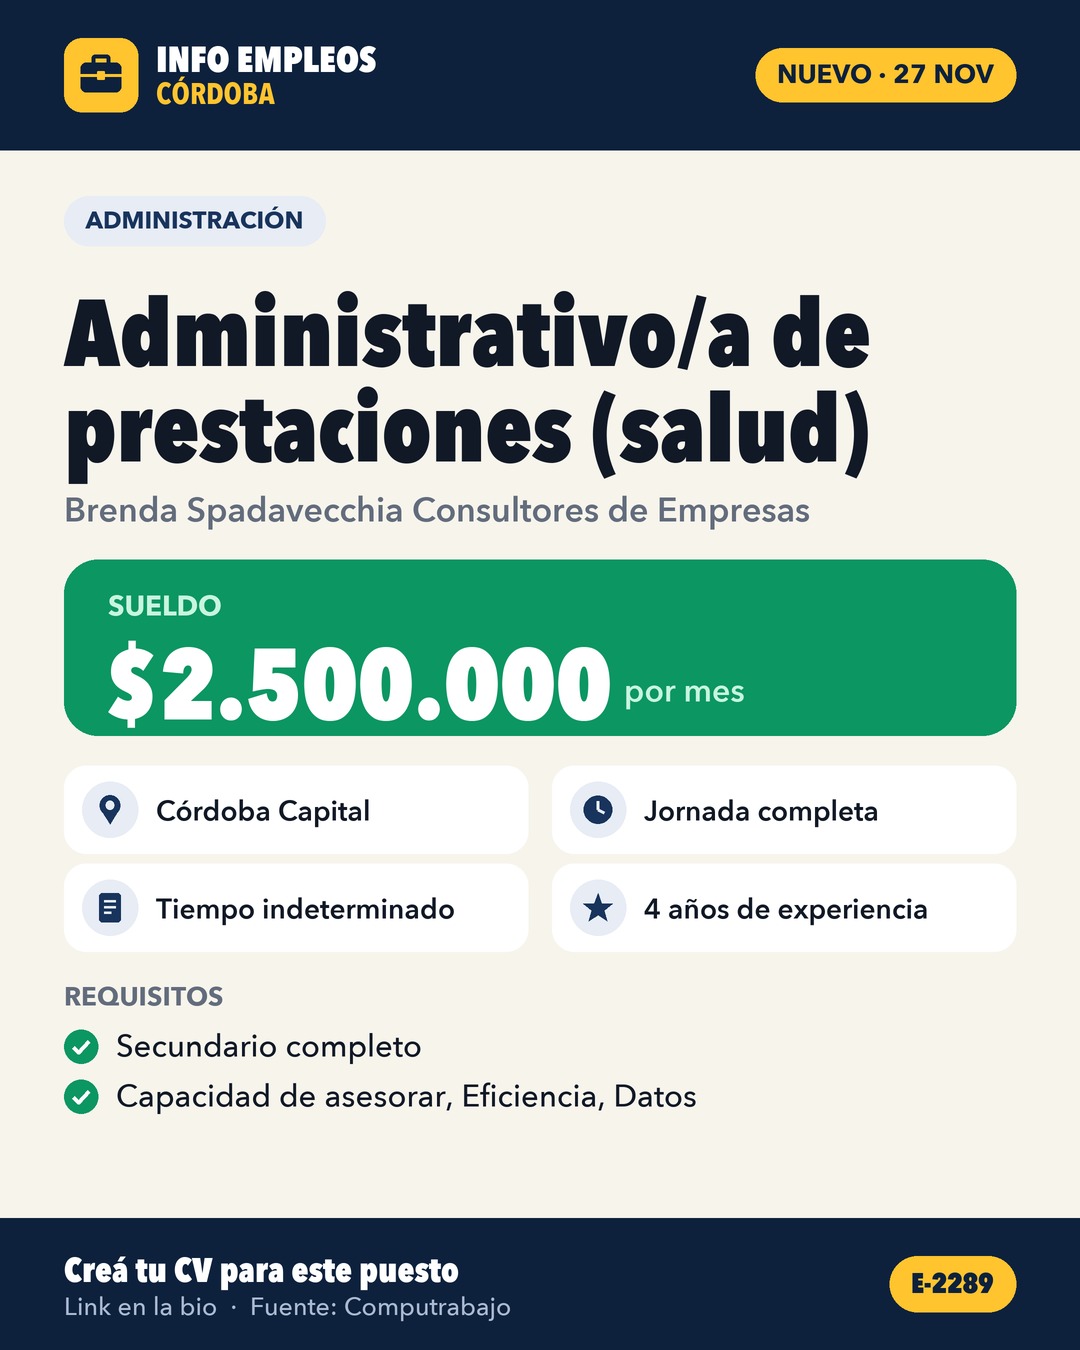 INFO EMPLEOS
CÓRDOBA
NUEVO · 27 NOV
ADMINISTRACIÓN
Administrativo/a de
prestaciones (salud)
Brenda Spadavecchia Consultores de Empresas
SUELDO
$2.500.000 por mes
Córdoba Capital
Jornada completa
Tiempo indeterminado
4 años de experiencia
REQUISITOS
Secundario completo
Capacidad de asesorar, Eficiencia, Datos
Creá tu CV para este puesto
Link en la bio · Fuente: Computrabajo
E-2289